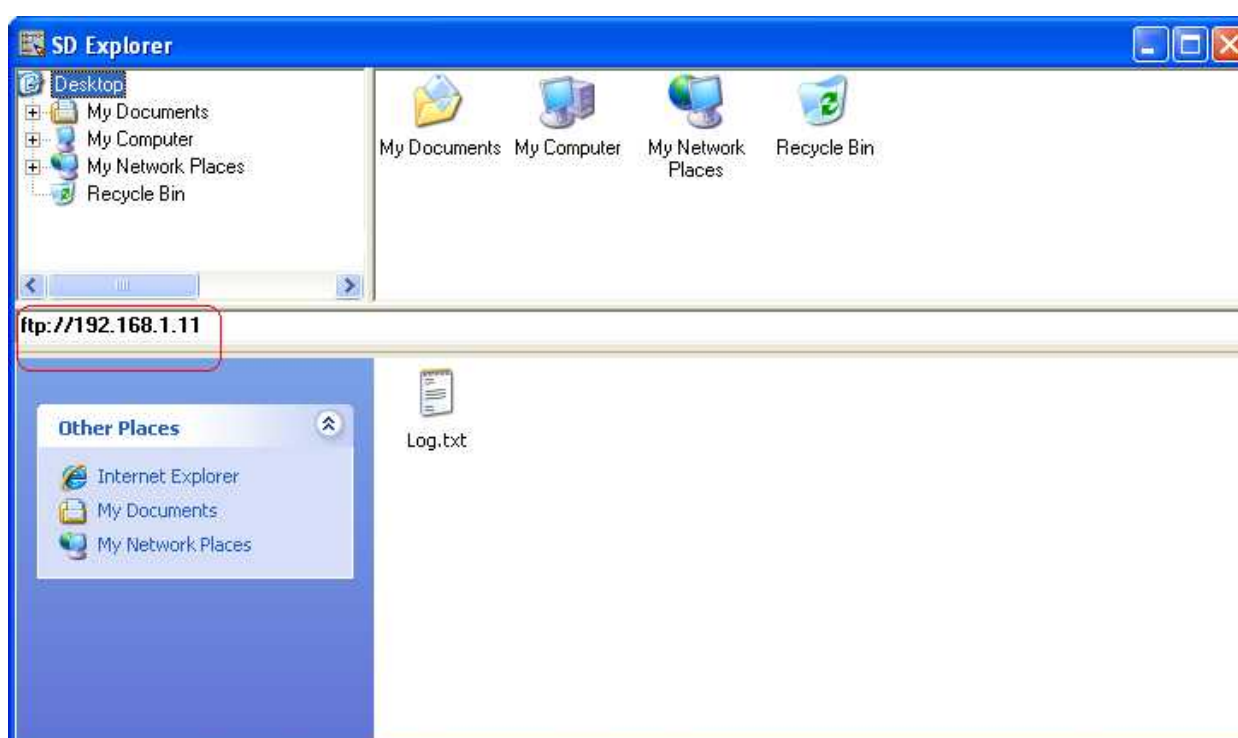 SD Explorer
Desktop
My Documents
My Computer
My Network Places
Recycle Bin
My Documents
My Computer
My Network
Places
Recycle Bin
ftp://192.168.1.11
Other Places
Internet Explorer
My Documents
My Network Places
Log.txt